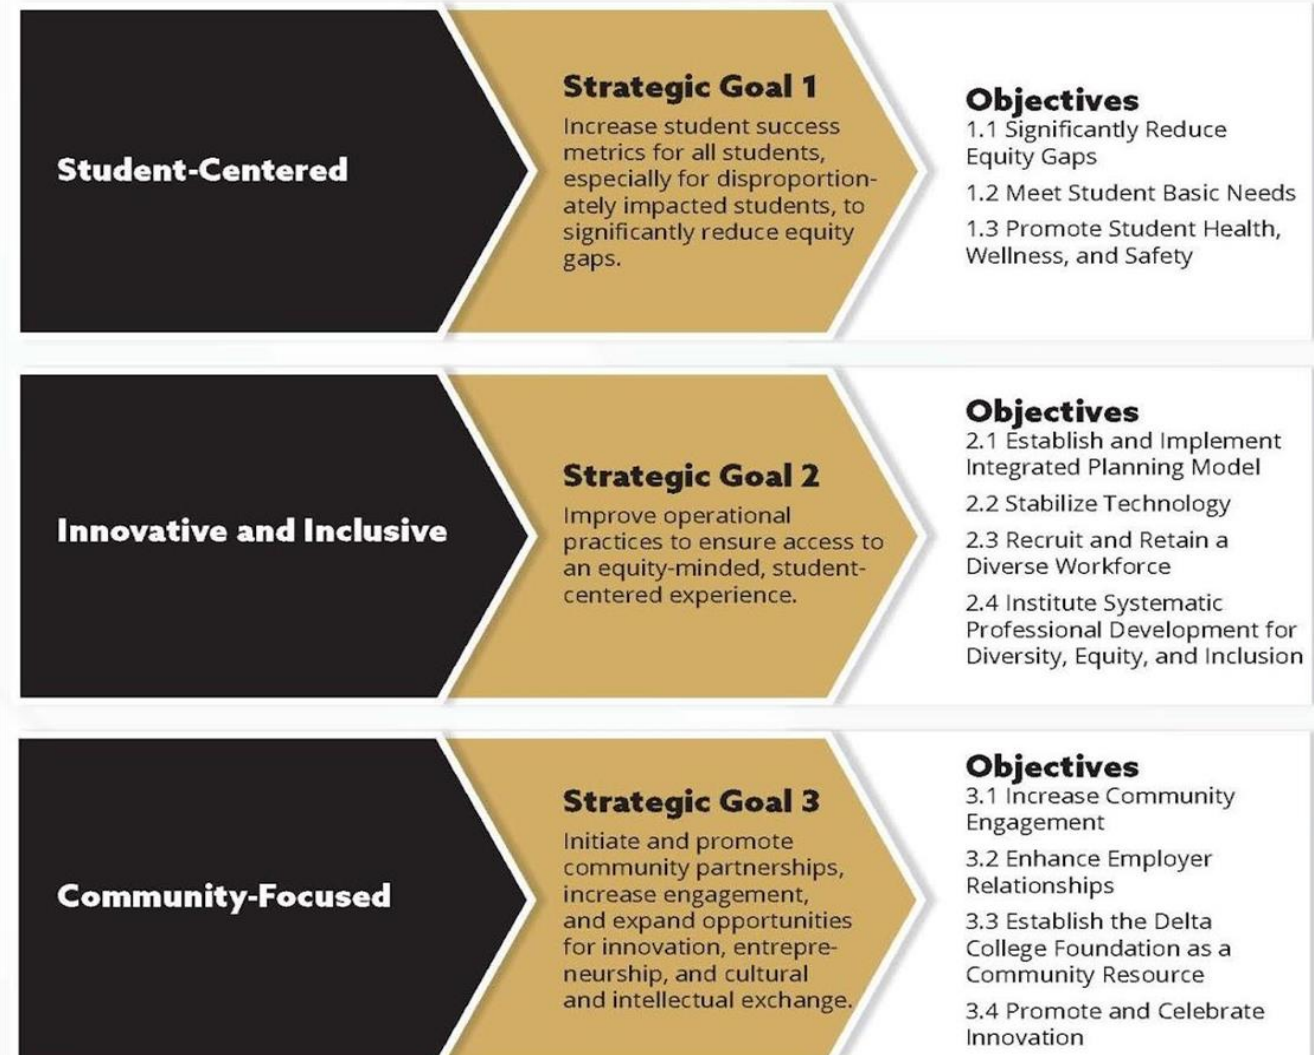 Student-Centered
Strategic Goal 1
Increase student success
metrics for all students,
especially for disproportion-
ately impacted students, to
significantly reduce equity
gaps.
Objectives
1.1 Significantly Reduce
Equity Gaps
1.2 Meet Student Basic Needs
1.3 Promote Student Health,
Wellness, and Safety
Innovative and Inclusive
Strategic Goal 2
Improve operational
practices to ensure access to
an equity-minded, student-
centered experience.
Objectives
2.1 Establish and Implement
Integrated Planning Model
2.2 Stabilize Technology
2.3 Recruit and Retain a
Diverse Workforce
2.4 Institute Systematic
Professional Development for
Diversity, Equity, and Inclusion
Community-Focused
Strategic Goal 3
Initiate and promote
community partnerships,
increase engagement,
and expand opportunities
for innovation, entrepre-
neurship, and cultural
and intellectual exchange.
Objectives
3.1 Increase Community
Engagement
3.2 Enhance Employer
Relationships
3.3 Establish the Delta
College Foundation as a
Community Resource
3.4 Promote and Celebrate
Innovation